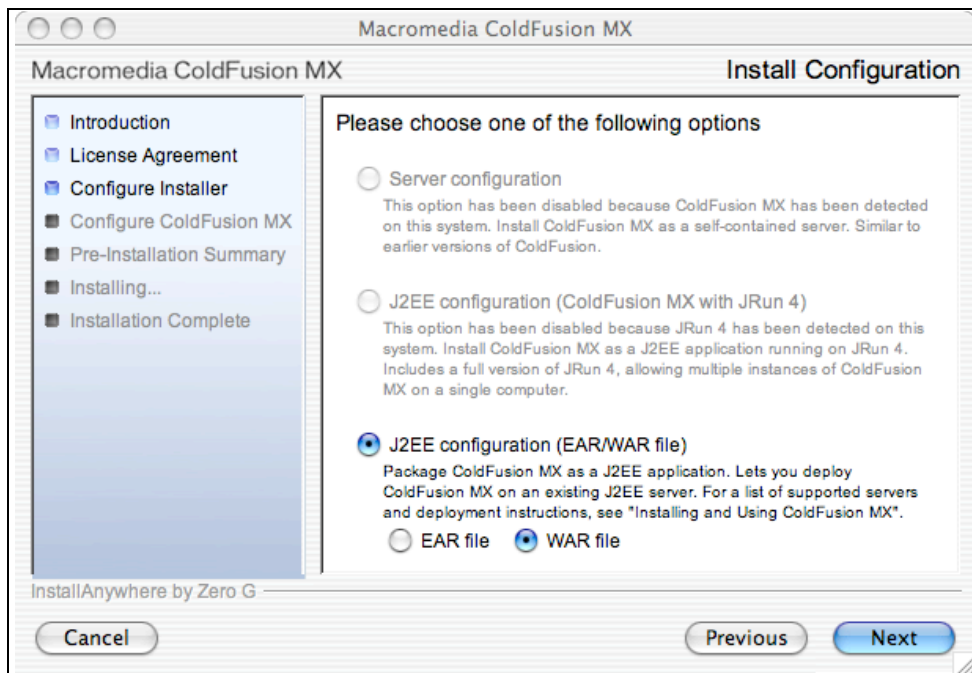 Macromedia ColdFusion MX
Macromedia ColdFusion MX
Install Configuration
Introduction
License Agreement
Configure Installer
Configure ColdFusion MX
Pre-Installation Summary
Installing...
Installation Complete
Please choose one of the following options
Server configuration
This option has been disabled because ColdFusion MX has been detected
on this system. Install ColdFusion MX as a self-contained server. Similar to
earlier versions of ColdFusion.
J2EE configuration (ColdFusion MX with JRun 4)
This option has been disabled because JRun 4 has been detected on this
system. Install ColdFusion MX as a J2EE application running on JRun 4.
Includes a full version of JRun 4, allowing multiple instances of ColdFusion
MX on a single computer.
J2EE configuration (EAR/WAR file)
Package ColdFusion MX as a J2EE application. Lets you deploy
ColdFusion MX on an existing J2EE server. For a list of supported servers
and deployment instructions, see "Installing and Using ColdFusion MX".
EAR file WAR file
InstallAnywhere by Zero G
Cancel Previous Next